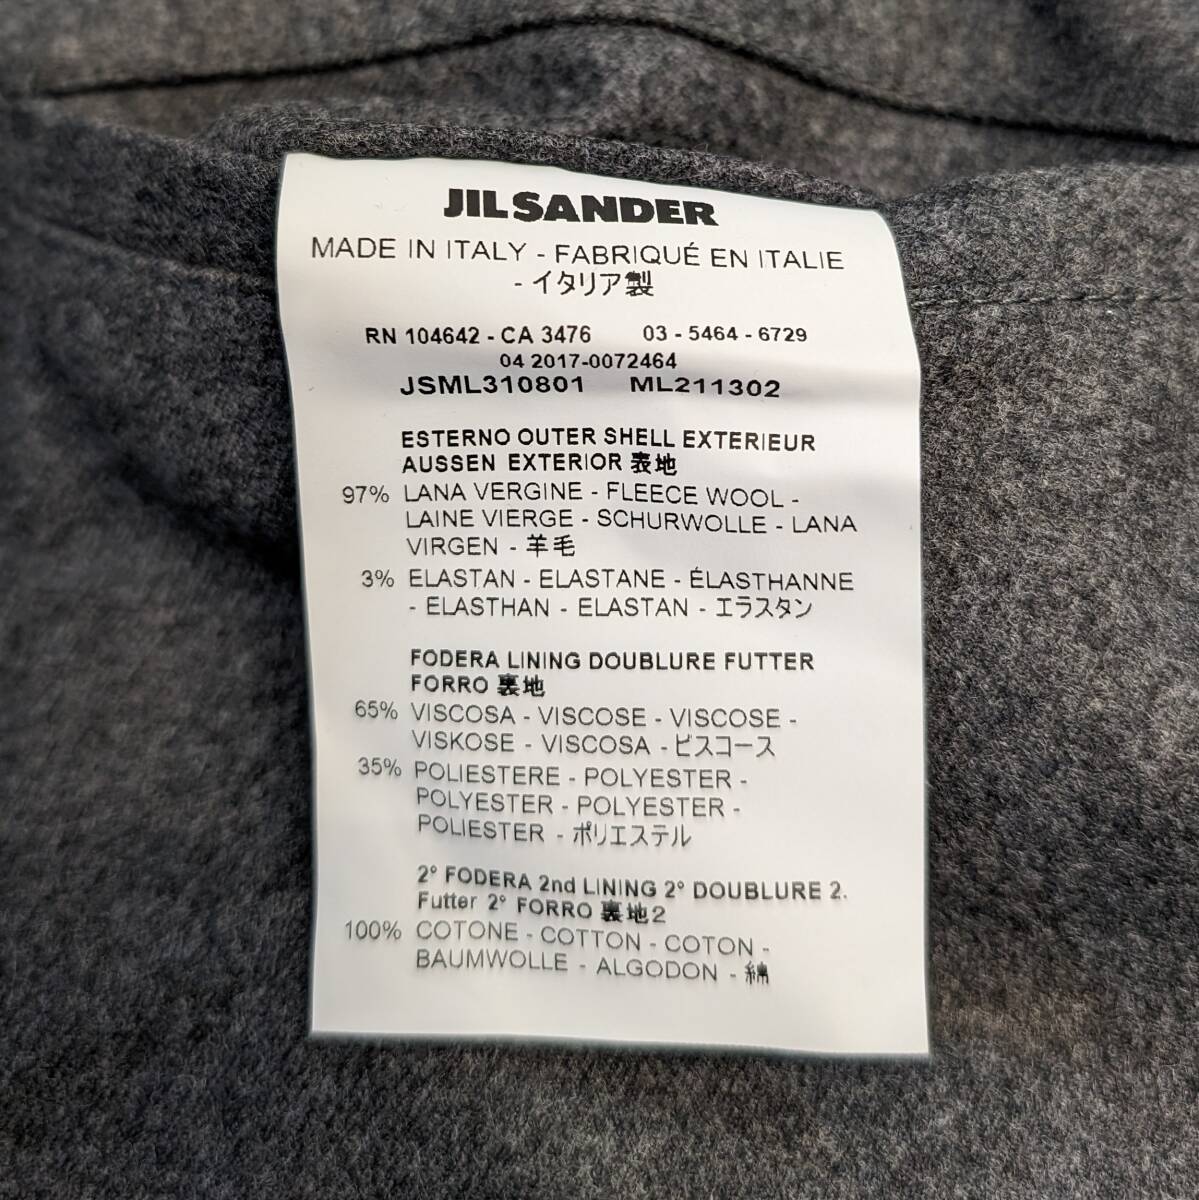 JIL SANDER
MADE IN ITALY - FABRIQUÉ EN ITALIE
- イタリア製
RN 104642 - CA 3476 03 - 5464 - 6729
04 2017-0072464
JSML310801 ML211302
ESTERNO OUTER SHELL EXTERIEUR
AUSSEN EXTERIOR 表地
97% LANA VERGINE - FLEECE WOOL -
LAINE VIERGE - SCHURWOLLE - LANA
VIRGEN - 羊毛
3% ELASTAN - ELASTANE - ÉLASTHANNE
- ELASTHAN - ELASTAN - エラスタン
FODERA LINING DOUBLURE FUTTER
FORRO 裏地
65% VISCOSA - VISCOSE - VISCOSE -
VISKOSE - VISCOSA - ビスコース
35% POLIESTERE - POLYESTER -
POLYESTER - POLYESTER -
POLIESTER - ポリエステル
2° FODERA 2nd LINING 2° DOUBLURE 2.
Futter 2° FORRO 裏地2
100% COTONE - COTTON - COTON -
BAUMWOLLE - ALGODON - 綿